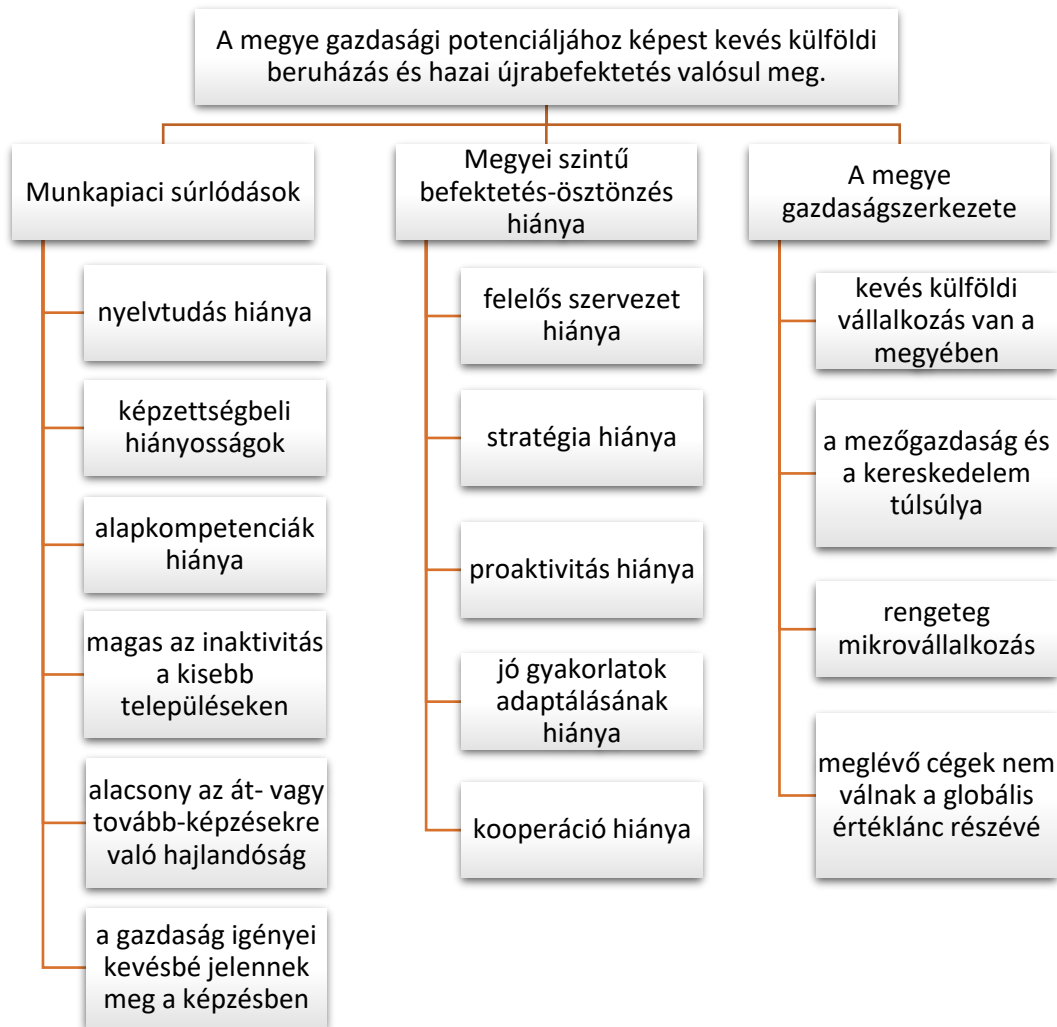 A megye gazdasági potenciáljához képest kevés külföldi
beruházás és hazai újrabefektetés valósul meg.
Munkapiaci súrlódások
nyelvtudás hiánya
képzettségbeli
hiányosságok
alapkompetenciák
hiánya
magas az inaktivitás
a kisebb
településeken
alacsony az át- vagy
tovább-képzésekre
való hajlandóság
a gazdaság igényei
kevésbé jelennek
meg a képzésben
Megyei szintű
befektetés-ösztönzés
hiánya
felelős szervezet
hiánya
stratégia hiánya
proaktivitás hiánya
jó gyakorlatok
adaptálásának
hiánya
kooperáció hiánya
A megye
gazdaságszerkezete
kevés külföldi
vállalkozás van a
megyében
a mezőgazdaság és
a kereskedelem
túlsúlya
rengeteg
mikrovállalkozás
meglévő cégek nem
válnak a globális
értéklánc részévé